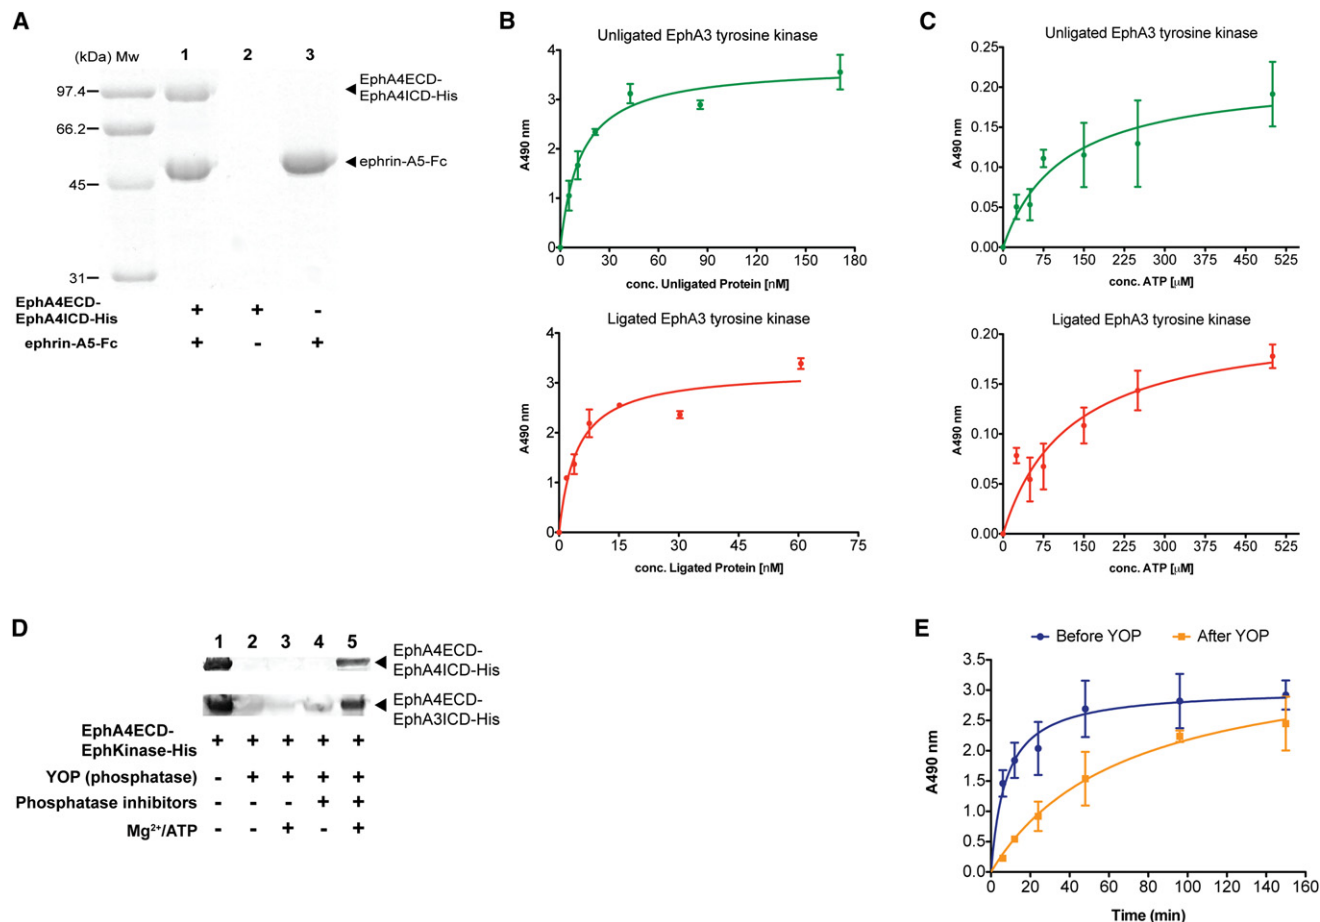 A
(kDa) Mw 1 2 3
97.4
66.2
45
31
EphA4ECD-
EphA4ICD-His
ephrin-A5-Fc
EphA4ECD-
EphA4ICD-His
+ + -
ephrin-A5-Fc
+ - +
B
Unligated EphA3 tyrosine kinase
A490 nm
4
3
2
1
0
0 30 60 90 120 150 180
conc. Unligated Protein [nM]
Ligated EphA3 tyrosine kinase
A490 nm
4
3
2
1
0
0 15 30 45 60 75
conc. Ligated Protein [nM]
C
Unligated EphA3 tyrosine kinase
A490 nm
0.25
0.20
0.15
0.10
0.05
0.00
0 75 150 225 300 375 450 525
conc. ATP [µM]
Ligated EphA3 tyrosine kinase
A490 nm
0.20
0.15
0.10
0.05
0.00
0 75 150 225 300 375 450 525
conc. ATP [µM]
D
1 2 3 4 5
EphA4ECD-
EphA4ICD-His
EphA4ECD-
EphA3ICD-His
EphA4ECD-
EphKinase-His
+ + + + +
YOP (phosphatase) - + + + +
Phosphatase inhibitors - - - + +
Mg²⁺/ATP - - + - +
E
Before YOP After YOP
A490 nm
3.5
3.0
2.5
2.0
1.5
1.0
0.5
0.0
0 20 40 60 80 100 120 140 160
Time (min)